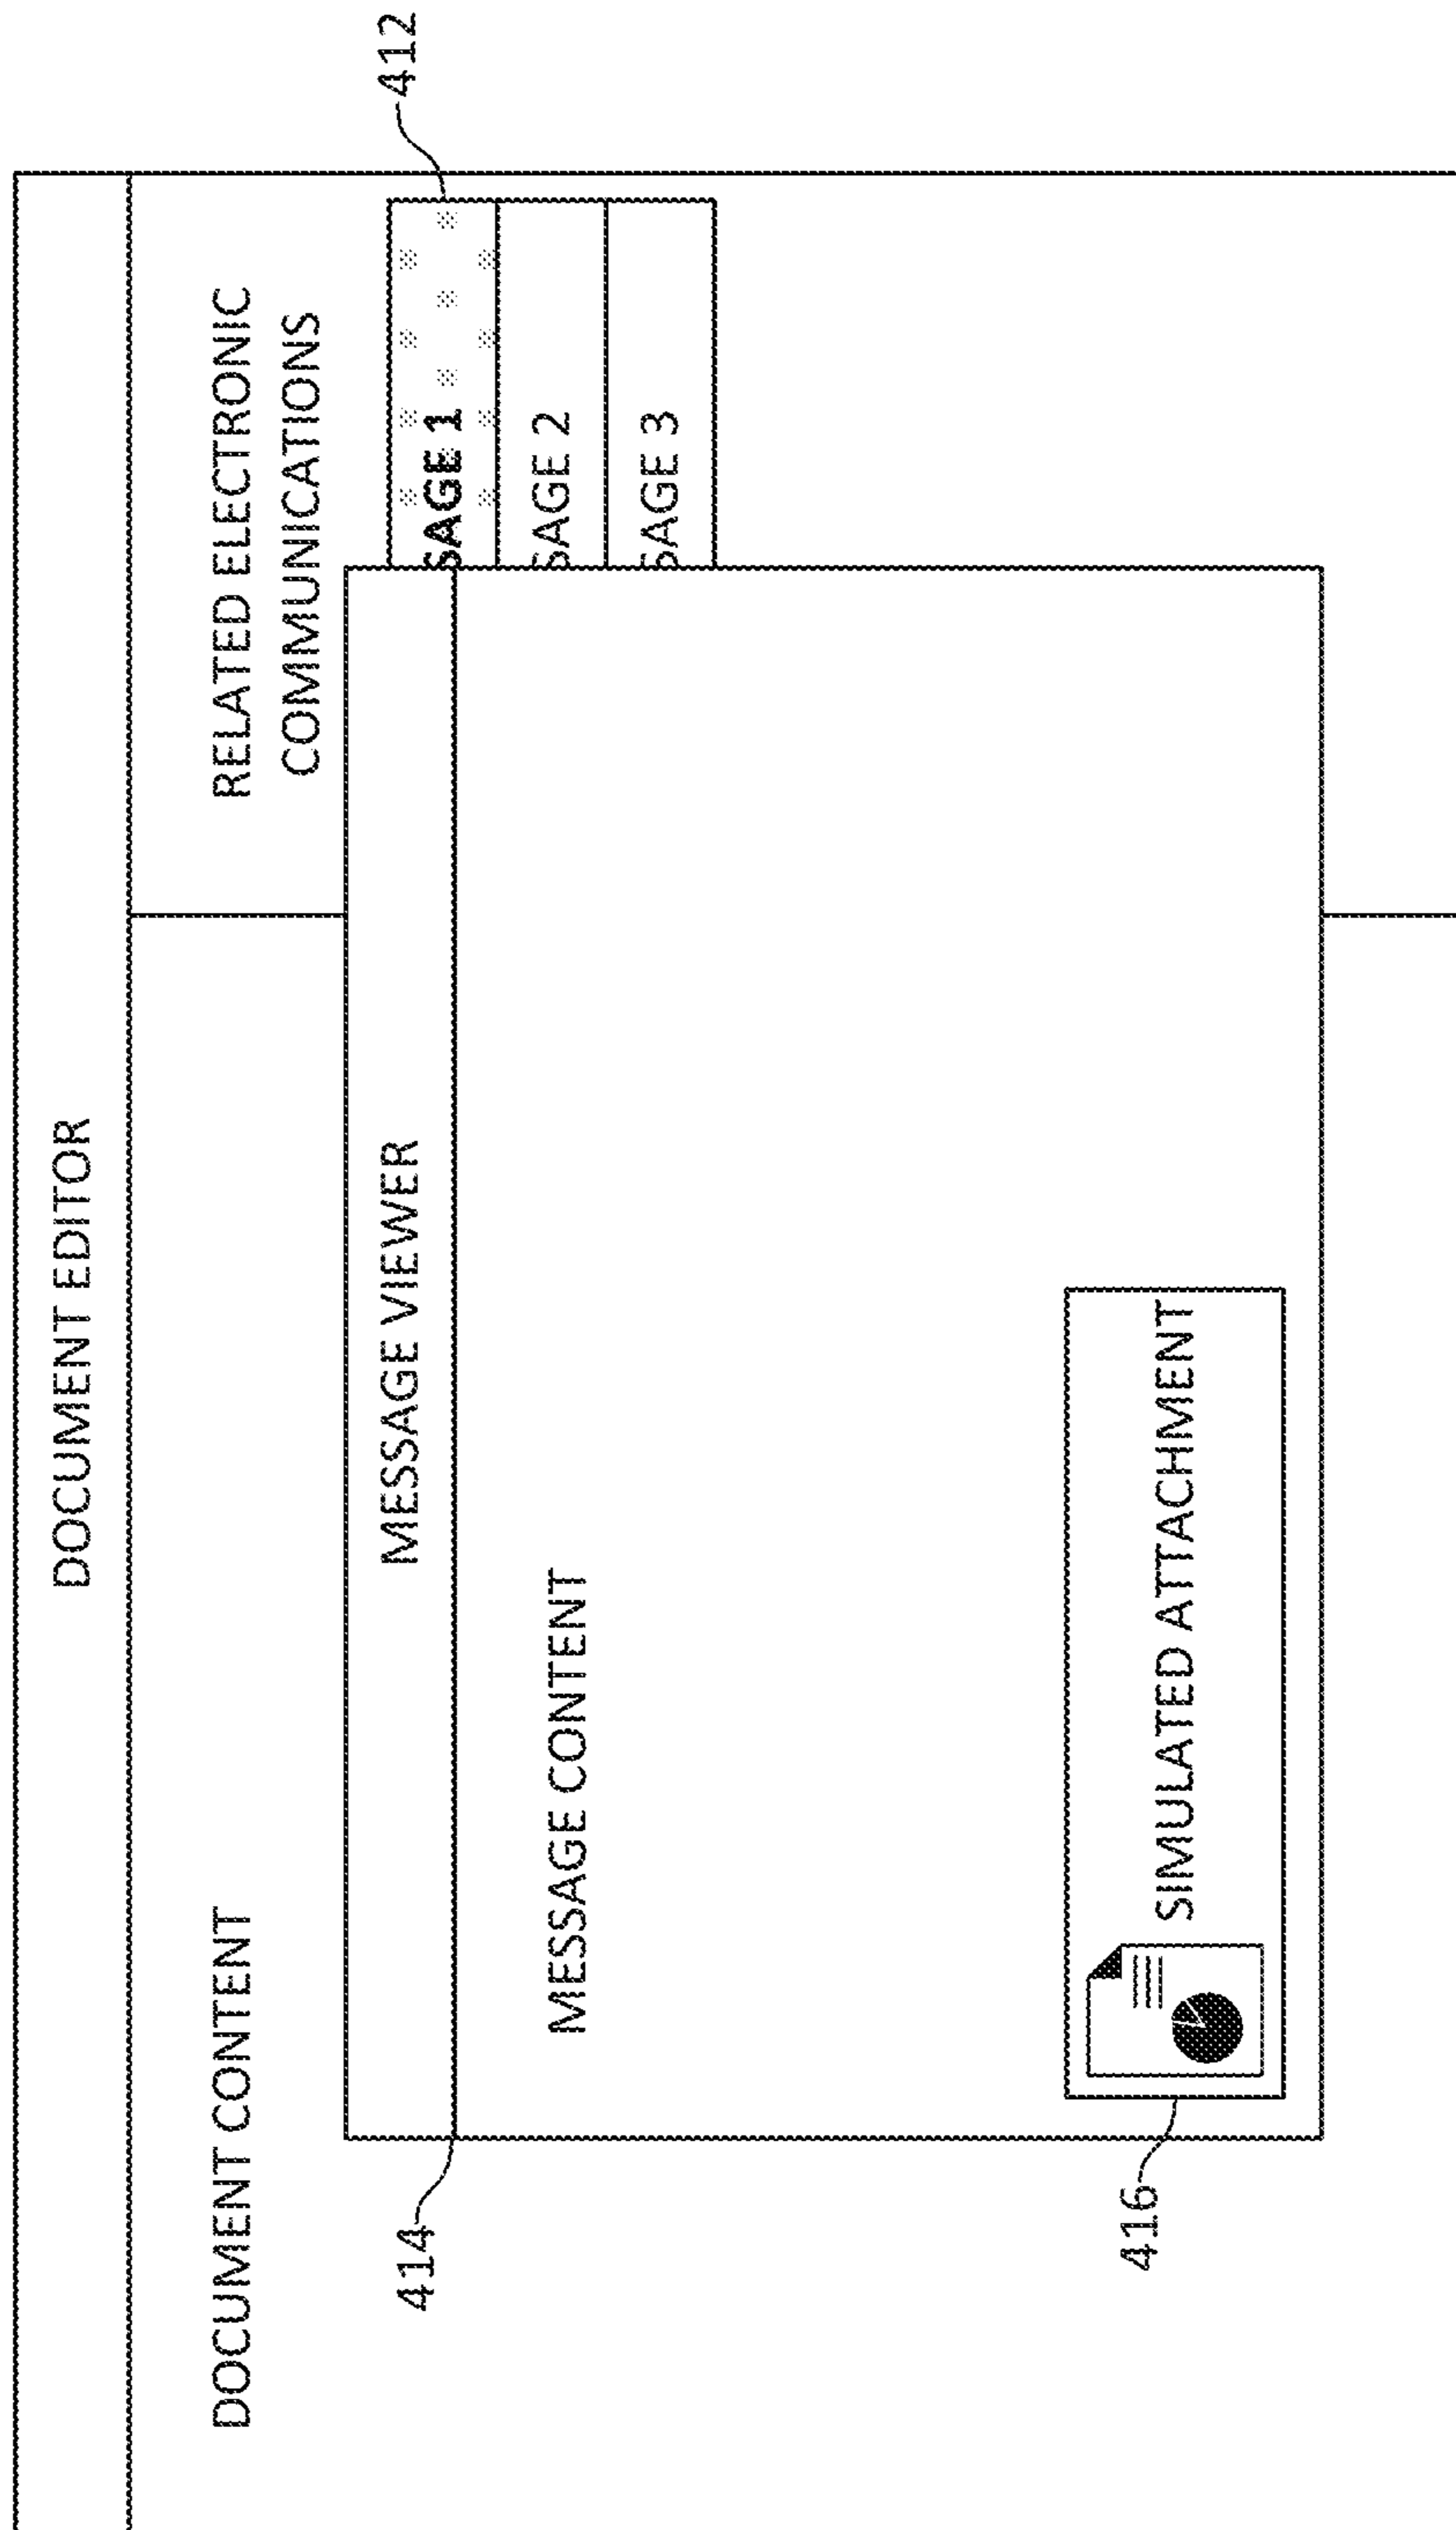 DOCUMENT EDITOR
DOCUMENT CONTENT
RELATED ELECTRONIC
COMMUNICATIONS
412
414
MESSAGE VIEWER
SAGE 1
SAGE 2
SAGE 3
MESSAGE CONTENT
416
SIMULATED ATTACHMENT